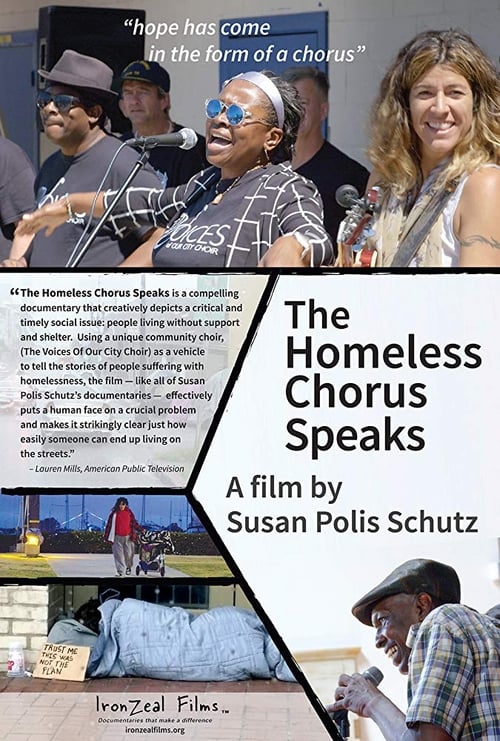 “hope has come
in the form of a chorus”
VOICES
OF OUR CITY CHOIR
“The Homeless Chorus Speaks is a compelling
documentary that creatively depicts a critical and
timely social issue: people living without support
and shelter.  Using a unique community choir,
(The Voices Of Our City Choir) as a vehicle
to tell the stories of people suffering with
homelessness, the film — like all of Susan
Polis Schutz’s documentaries —  effectively
puts a human face on a crucial problem
and makes it strikingly clear just how
easily someone can end up living on
the streets.”
– Lauren Mills, American Public Television
The
Homeless
Chorus
Speaks
A film by
Susan Polis Schutz
TRUST ME
THIS WAS
NOT THE
PLAN
IronZeal Films™
Documentaries that make a difference
ironzealfilms.org